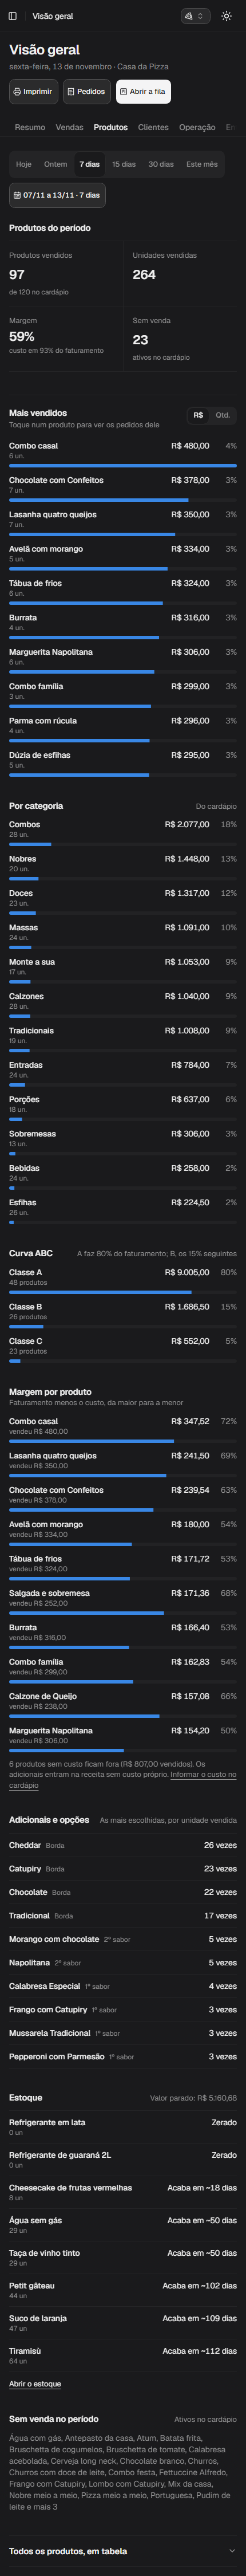 Visão geral
Visão geral
sexta-feira, 13 de novembro · Casa da Pizza
Imprimir
Pedidos
Abrir a fila
Resumo
Vendas
Produtos
Clientes
Operação
Hoje
Ontem
7 dias
15 dias
30 dias
Este mês
07/11 a 13/11 · 7 dias
Produtos do período
Produtos vendidos
97
de 120 no cardápio
Unidades vendidas
264
Margem
59%
custo em 93% do faturamento
Sem venda
23
ativos no cardápio
Mais vendidos
Toque num produto para ver os pedidos dele
R$
Qtd.
Combo casal R$ 480,00 4%
6 un.
Chocolate com Confeitos R$ 378,00 3%
7 un.
Lasanha quatro queijos R$ 350,00 3%
7 un.
Avelã com morango R$ 334,00 3%
5 un.
Tábua de frios R$ 324,00 3%
6 un.
Burrata R$ 316,00 3%
4 un.
Marguerita Napolitana R$ 306,00 3%
6 un.
Combo família R$ 299,00 3%
3 un.
Parma com rúcula R$ 296,00 3%
4 un.
Dúzia de esfihas R$ 295,00 3%
5 un.
Por categoria Do cardápio
Combos R$ 2.077,00 18%
28 un.
Nobres R$ 1.448,00 13%
20 un.
Doces R$ 1.317,00 12%
23 un.
Massas R$ 1.091,00 10%
24 un.
Monte a sua R$ 1.053,00 9%
17 un.
Calzones R$ 1.040,00 9%
28 un.
Tradicionais R$ 1.008,00 9%
19 un.
Entradas R$ 784,00 7%
24 un.
Porções R$ 637,00 6%
18 un.
Sobremesas R$ 306,00 3%
13 un.
Bebidas R$ 258,00 2%
24 un.
Esfihas R$ 224,50 2%
26 un.
Curva ABC A faz 80% do faturamento; B, os 15% seguintes
Classe A R$ 9.005,00 80%
48 produtos
Classe B R$ 1.686,50 15%
26 produtos
Classe C R$ 552,00 5%
23 produtos
Margem por produto
Faturamento menos o custo, da maior para a menor
Combo casal R$ 347,52 72%
vendeu R$ 480,00
Lasanha quatro queijos R$ 241,50 69%
vendeu R$ 350,00
Chocolate com Confeitos R$ 239,54 63%
vendeu R$ 378,00
Avelã com morango R$ 180,00 54%
vendeu R$ 334,00
Tábua de frios R$ 171,72 53%
vendeu R$ 324,00
Salgada e sobremesa R$ 171,36 68%
vendeu R$ 252,00
Burrata R$ 166,40 53%
vendeu R$ 316,00
Combo família R$ 162,83 54%
vendeu R$ 299,00
Calzone de Queijo R$ 157,08 66%
vendeu R$ 238,00
Marguerita Napolitana R$ 154,20 50%
vendeu R$ 306,00
6 produtos sem custo ficam fora (R$ 807,00 vendidos). Os
adicionais entram na receita sem custo próprio. Informar o custo no
cardápio
Adicionais e opções As mais escolhidas, por unidade vendida
Cheddar Borda 26 vezes
Catupiry Borda 23 vezes
Chocolate Borda 22 vezes
Tradicional Borda 17 vezes
Morango com chocolate 2º sabor 5 vezes
Napolitana 2º sabor 5 vezes
Calabresa Especial 1º sabor 4 vezes
Frango com Catupiry 1º sabor 3 vezes
Mussarela Tradicional 1º sabor 3 vezes
Pepperoni com Parmesão 1º sabor 3 vezes
Estoque Valor parado: R$ 5.160,68
Refrigerante em lata Zerado
0 un
Refrigerante de guaraná 2L Zerado
0 un
Cheesecake de frutas vermelhas Acaba em ~18 dias
8 un
Água sem gás Acaba em ~50 dias
29 un
Taça de vinho tinto Acaba em ~50 dias
29 un
Petit gâteau Acaba em ~102 dias
44 un
Suco de laranja Acaba em ~109 dias
47 un
Tiramisù Acaba em ~112 dias
64 un
Abrir o estoque
Sem venda no período Ativos no cardápio
Água com gás, Antepasto da casa, Atum, Batata frita,
Bruschetta de cogumelos, Bruschetta de tomate, Calabresa
acebolada, Cerveja long neck, Chocolate branco, Churros,
Churros com doce de leite, Combo festa, Fettuccine Alfredo,
Frango com Catupiry, Lombo com Catupiry, Mix da casa,
Nobre meio a meio, Pizza meio a meio, Portuguesa, Pudim de
leite e mais 3
Todos os produtos, em tabela